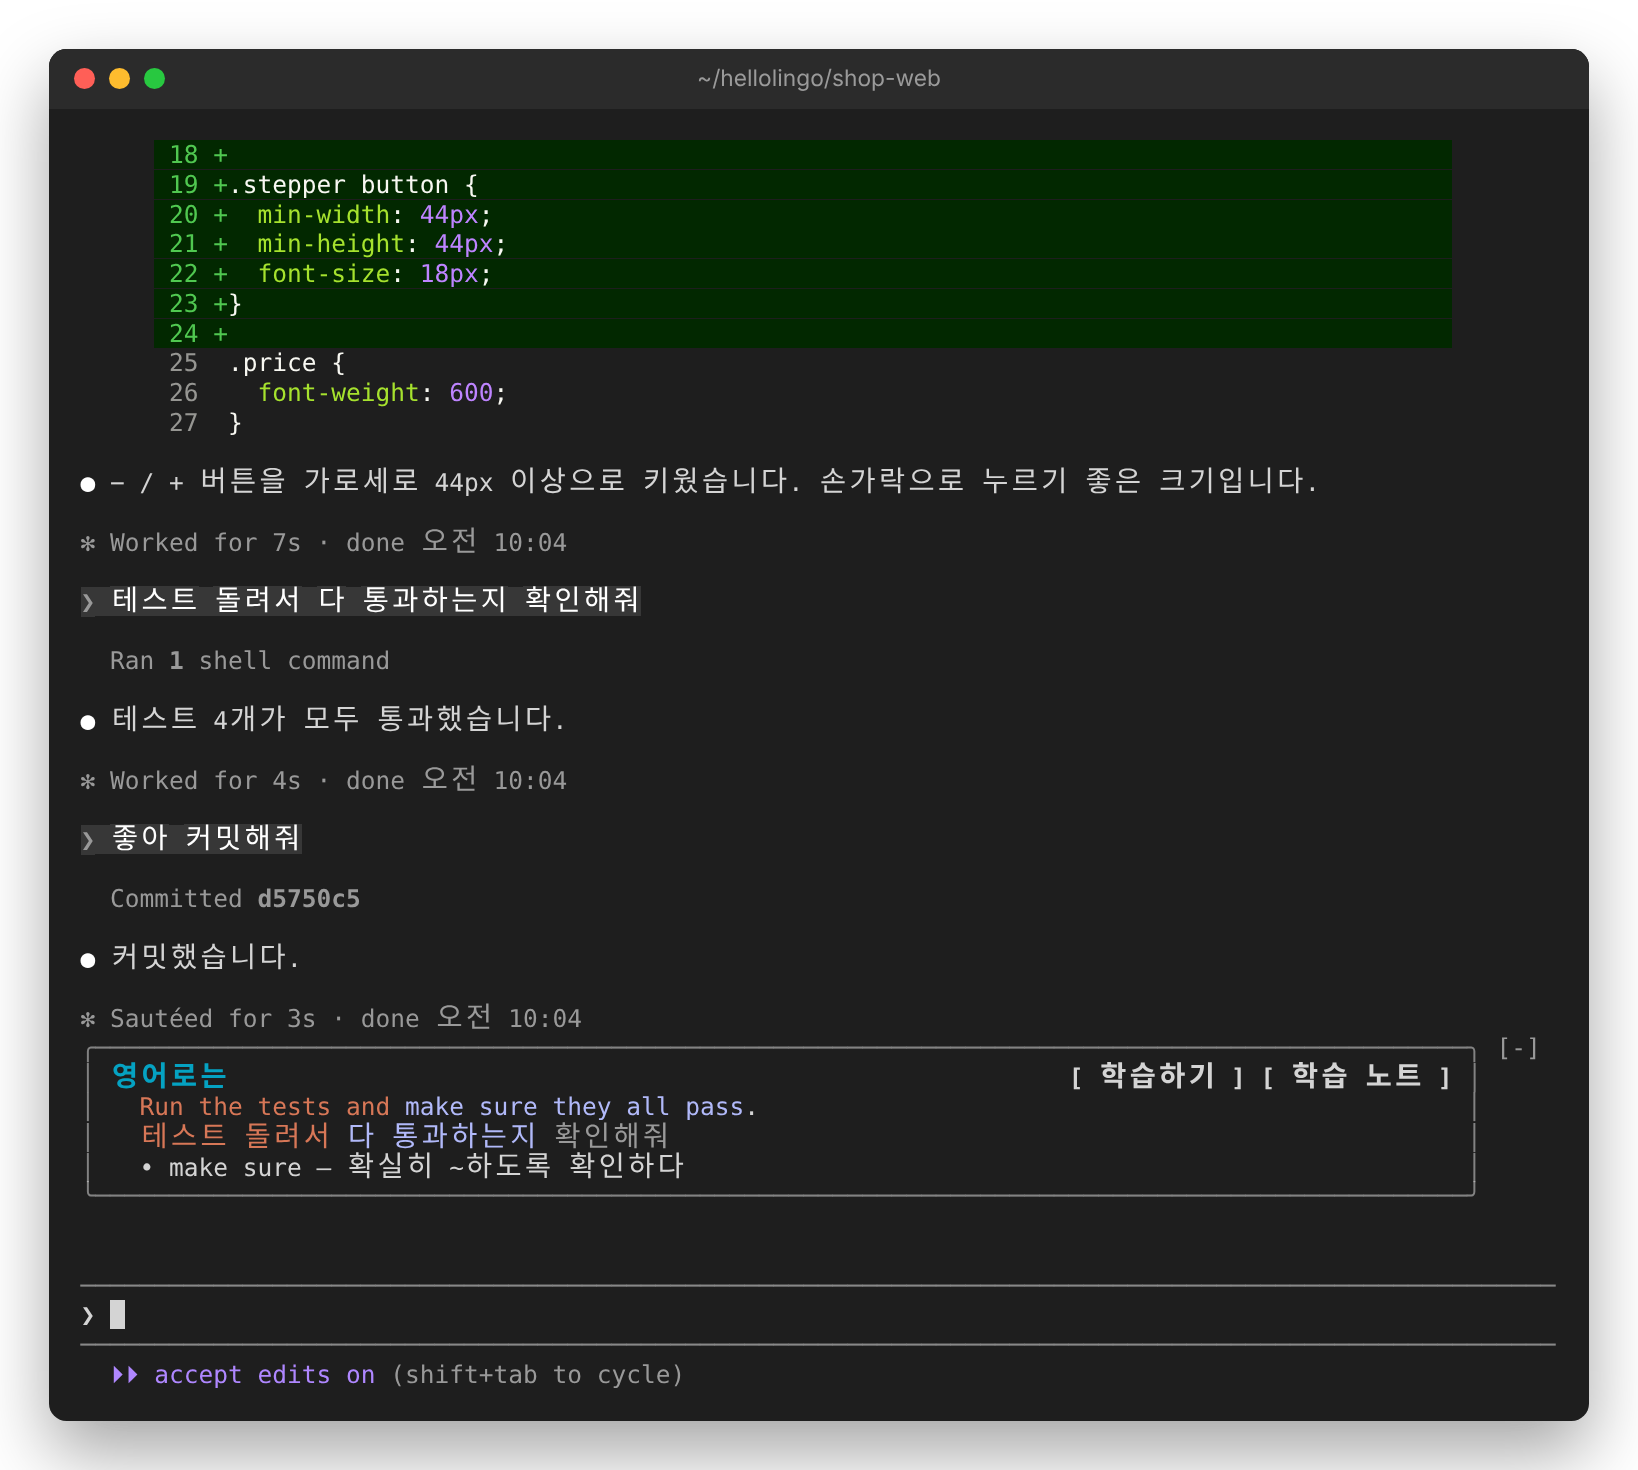 ~/hellolingo/shop-web
18 +
19 +.stepper button {
20 +  min-width: 44px;
21 +  min-height: 44px;
22 +  font-size: 18px;
23 +}
24 +
25  .price {
26    font-weight: 600;
27  }
● − / + 버튼을 가로세로 44px 이상으로 키웠습니다. 손가락으로 누르기 좋은 크기입니다.
✻ Worked for 7s · done 오전 10:04
❯ 테스트 돌려서 다 통과하는지 확인해줘
Ran 1 shell command
● 테스트 4개가 모두 통과했습니다.
✻ Worked for 4s · done 오전 10:04
❯ 좋아 커밋해줘
Committed d5750c5
● 커밋했습니다.
✻ Sautéed for 3s · done 오전 10:04
[-]
영어로는 [ 학습하기 ] [ 학습 노트 ]
Run the tests and make sure they all pass.
테스트 돌려서 다 통과하는지 확인해줘
• make sure — 확실히 ~하도록 확인하다
❯
⏵⏵ accept edits on (shift+tab to cycle)